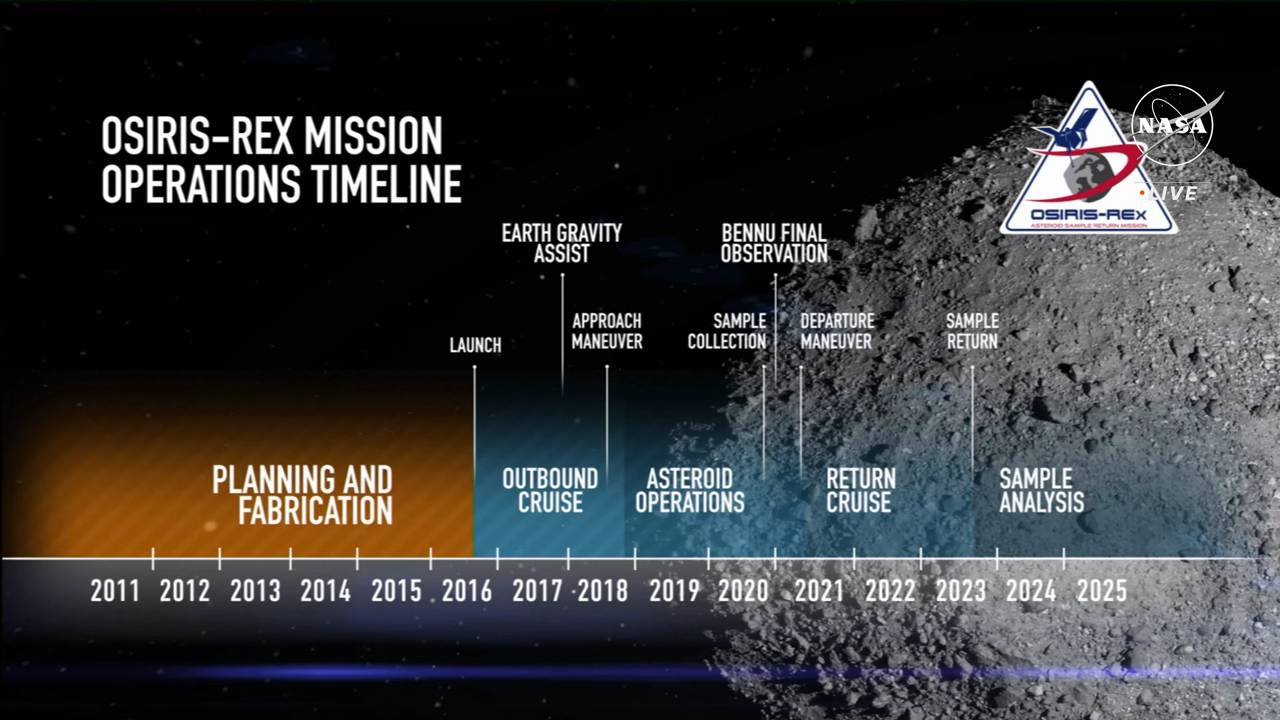 OSIRIS-REX MISSION
OPERATIONS TIMELINE
NASA
LIVE
OSIRIS-REx
ASTEROID SAMPLE RETURN MISSION
EARTH GRAVITY
ASSIST
BENNU FINAL
OBSERVATION
LAUNCH
APPROACH
MANEUVER
SAMPLE
COLLECTION
DEPARTURE
MANEUVER
SAMPLE
RETURN
PLANNING AND
FABRICATION
OUTBOUND
CRUISE
ASTEROID
OPERATIONS
RETURN
CRUISE
SAMPLE
ANALYSIS
2011 2012 2013 2014 2015 2016 2017 2018 2019 2020 2021 2022 2023 2024 2025